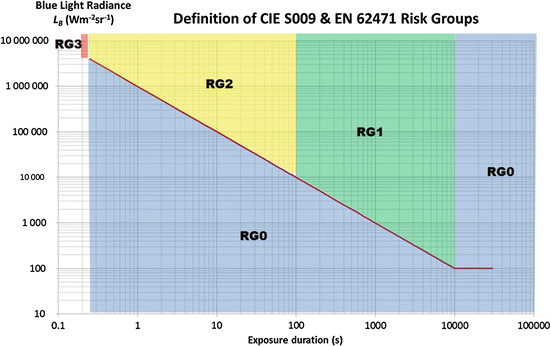 Blue Light Radiance
L_B (Wm⁻²sr⁻¹)
Definition of CIE S009 & EN 62471 Risk Groups
10 000 000
RG3
1 000 000
RG2
100 000
RG1
10 000
RG0
1 000
RG0
100
10
0.1 1 10 100 1000 10000 100000
Exposure duration (s)